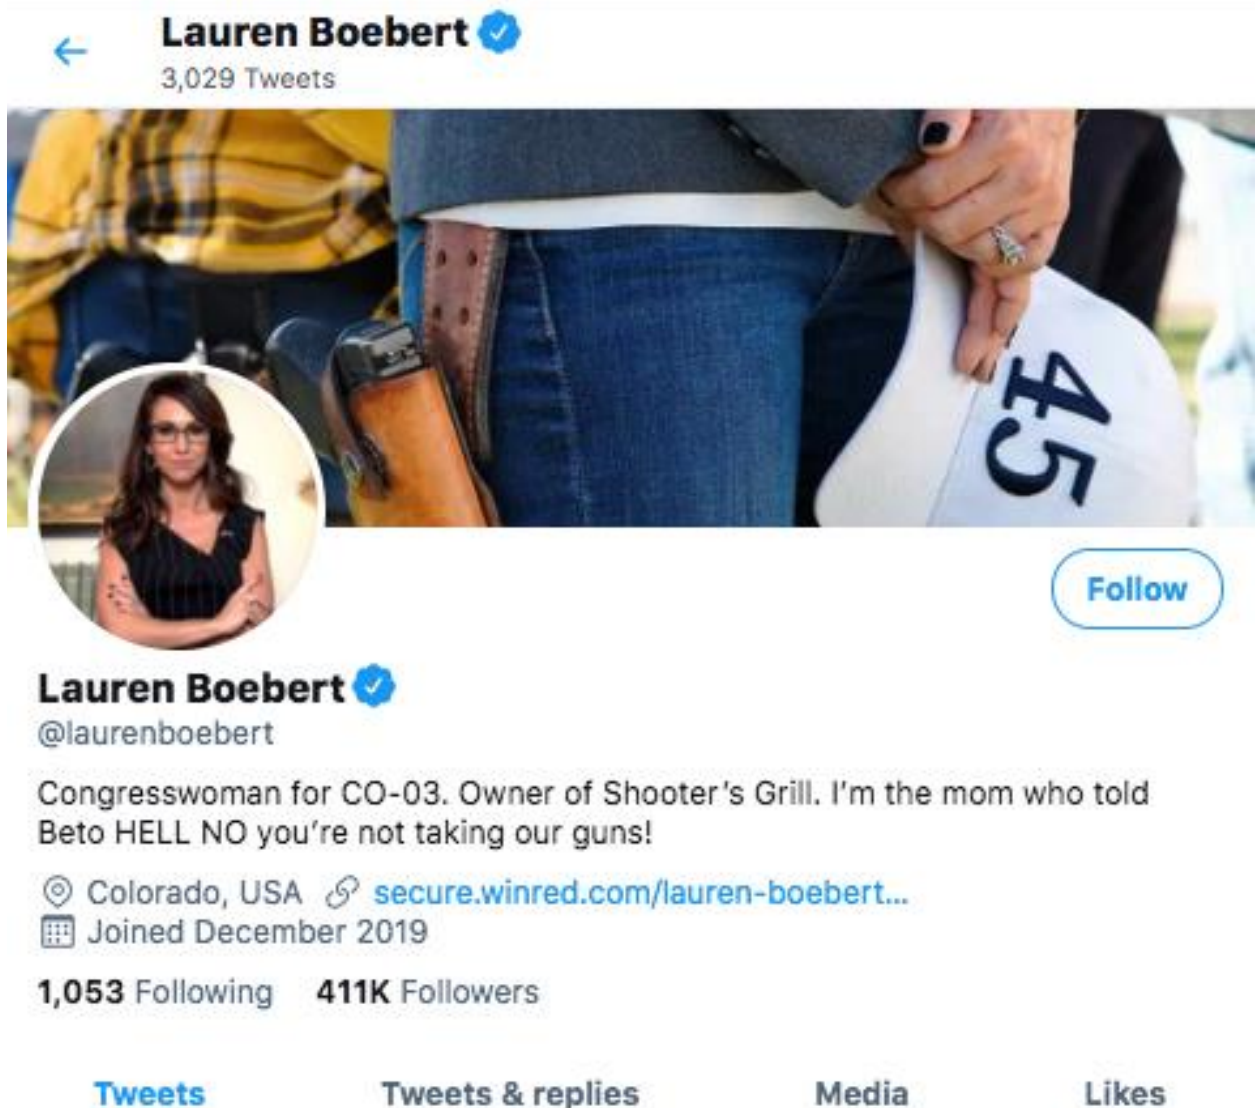 Lauren Boebert
3,029 Tweets
45
Follow
Lauren Boebert
@laurenboebert
Congresswoman for CO-03. Owner of Shooter's Grill. I'm the mom who told
Beto HELL NO you're not taking our guns!
Colorado, USA secure.winred.com/lauren-boebert...
Joined December 2019
1,053 Following 411K Followers
Tweets Tweets & replies Media Likes